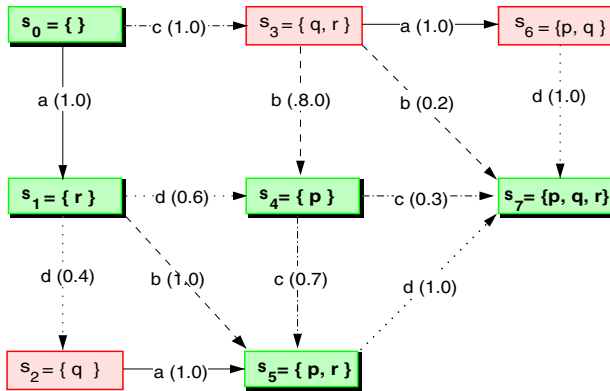 s0 = { }
c (1.0)
s3 = { q, r }
a (1.0)
s6 = {p, q }
a (1.0)
b (.8.0)
b (0.2)
d (1.0)
s1 = { r }
d (0.6)
s4 = { p }
c (0.3)
s7 = {p, q, r}
d (0.4)
b (1.0)
c (0.7)
d (1.0)
s2 = { q }
a (1.0)
s5 = { p, r }